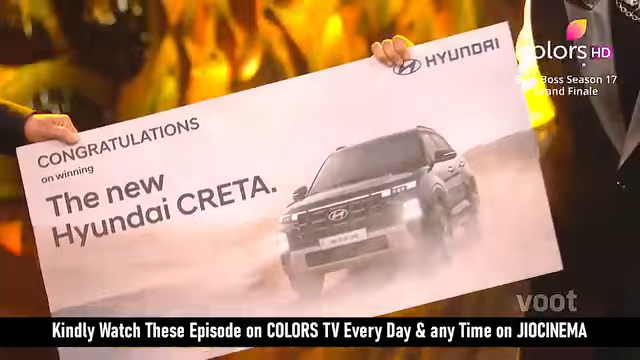 colors HD
Boss Season 17
Grand Finale
HYUNDAI
CONGRATULATIONS
on winning
The new
Hyundai CRETA.
voot
Kindly Watch These Episode on COLORS TV Every Day & any Time on JIOCINEMA